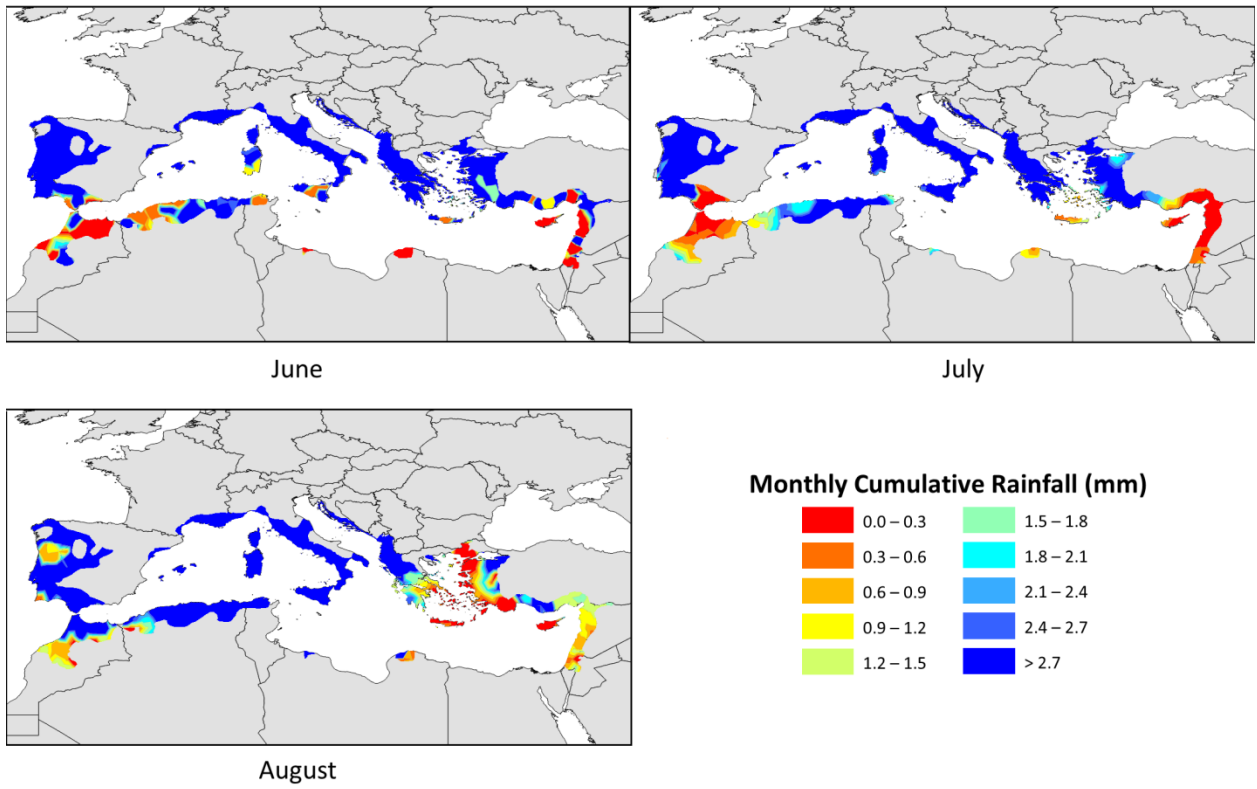 June
July
Monthly Cumulative Rainfall (mm)
0.0 – 0.3
1.5 – 1.8
0.3 – 0.6
1.8 – 2.1
0.6 – 0.9
2.1 – 2.4
0.9 – 1.2
2.4 – 2.7
1.2 – 1.5
> 2.7
August